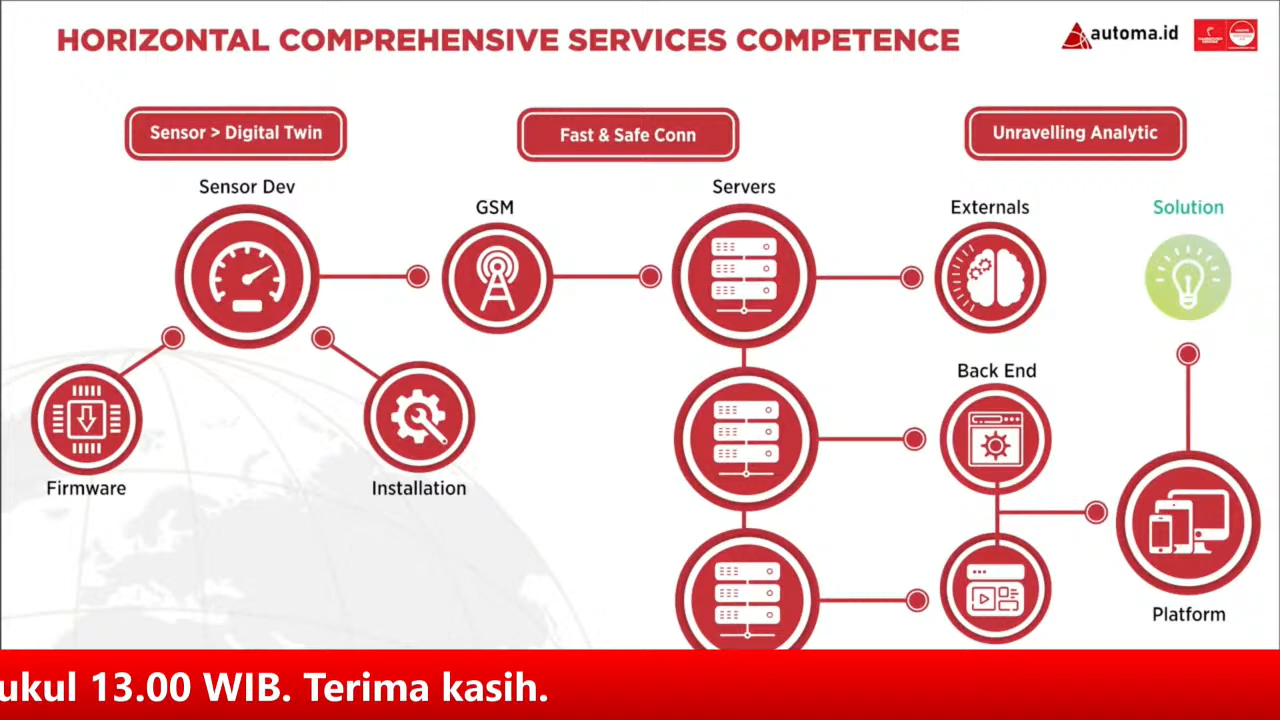 HORIZONTAL COMPREHENSIVE SERVICES COMPETENCE
automa.id
Sensor > Digital Twin
Fast & Safe Conn
Unravelling Analytic
Sensor Dev
GSM
Servers
Externals
Solution
Back End
Firmware
Installation
Platform
13.00 WIB. Terima kasih.